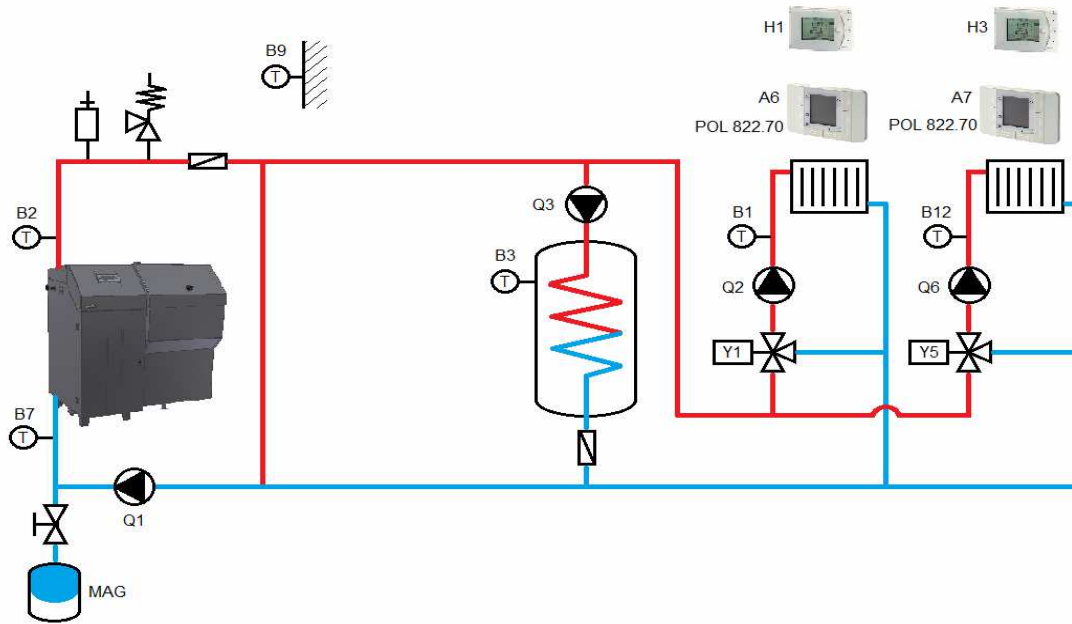 H1
H3
B9
T
A6
A7
POL 822.70
POL 822.70
B2
T
Q3
B1
T
B12
T
B3
T
Q2
Q6
Y1
Y5
B7
T
Q1
MAG